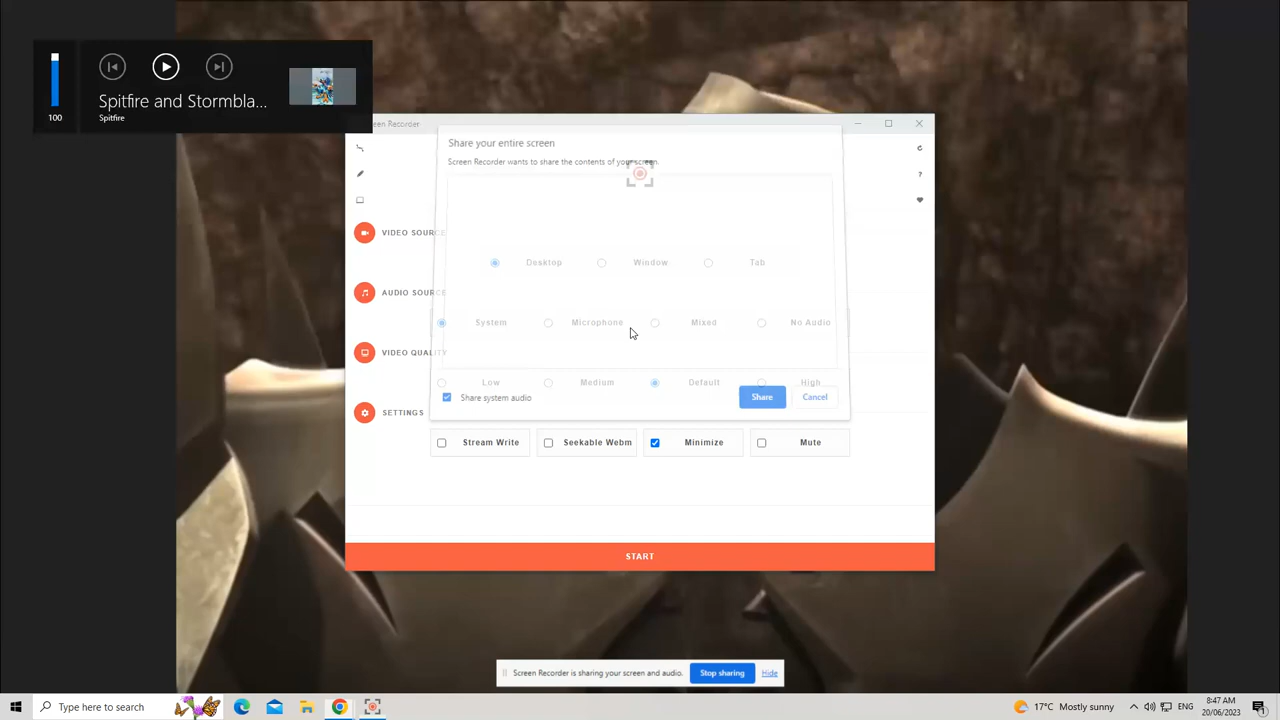 Spitfire and Stormbla...
100
Spitfire
Screen Recorder
Share your entire screen
Screen Recorder wants to share the contents of your screen.
?
VIDEO SOURCE
Desktop
Window
Tab
AUDIO SOURCE
System
Microphone
Mixed
No Audio
VIDEO QUALITY
Low
Medium
Default
High
Share system audio
Share
Cancel
SETTINGS
Stream Write
Seekable Webm
Minimize
Mute
START
Screen Recorder is sharing your screen and audio.
Stop sharing
Hide
Type here to search
17°C Mostly sunny
ENG
8:47 AM
20/06/2023
1